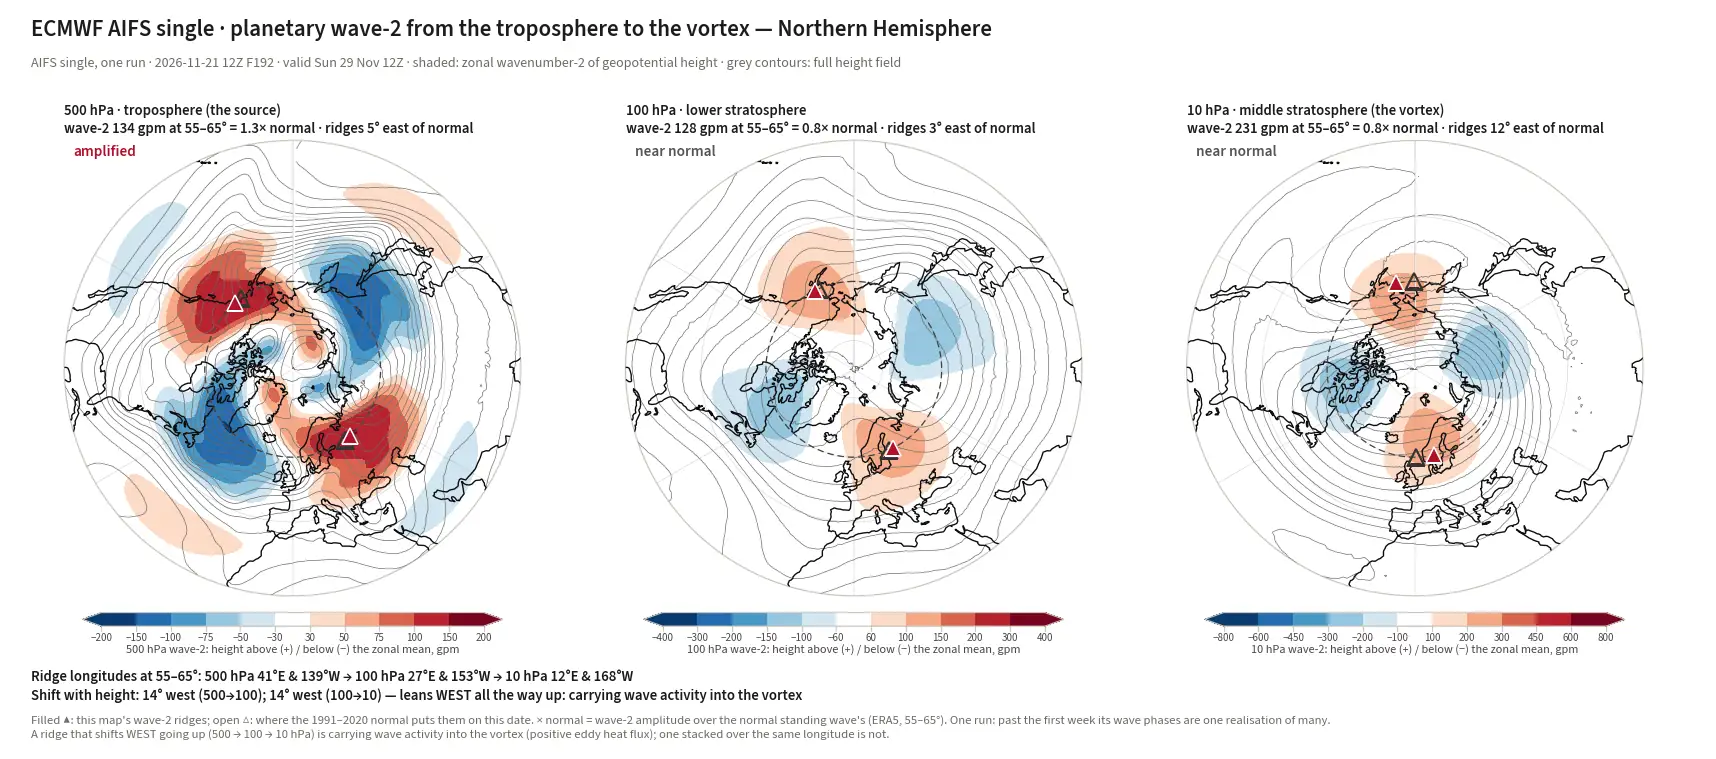 ECMWF AIFS single · planetary wave-2 from the troposphere to the vortex — Northern Hemisphere
AIFS single, one run · 2026-11-21 12Z F192 · valid Sun 29 Nov 12Z · shaded: zonal wavenumber-2 of geopotential height · grey contours: full height field
500 hPa · troposphere (the source)
wave-2 134 gpm at 55–65° = 1.3× normal · ridges 5° east of normal
amplified
100 hPa · lower stratosphere
wave-2 128 gpm at 55–65° = 0.8× normal · ridges 3° east of normal
near normal
10 hPa · middle stratosphere (the vortex)
wave-2 231 gpm at 55–65° = 0.8× normal · ridges 12° east of normal
near normal
−200 −150 −100 −75 −50 −30 30 50 75 100 150 200
500 hPa wave-2: height above (+) / below (−) the zonal mean, gpm
−400 −300 −200 −150 −100 −60 60 100 150 200 300 400
100 hPa wave-2: height above (+) / below (−) the zonal mean, gpm
−800 −600 −450 −300 −200 −100 100 200 300 450 600 800
10 hPa wave-2: height above (+) / below (−) the zonal mean, gpm
Ridge longitudes at 55–65°: 500 hPa 41°E & 139°W → 100 hPa 27°E & 153°W → 10 hPa 12°E & 168°W
Shift with height: 14° west (500→100); 14° west (100→10) — leans WEST all the way up: carrying wave activity into the vortex
Filled ▲: this map's wave-2 ridges; open △: where the 1991–2020 normal puts them on this date. × normal = wave-2 amplitude over the normal standing wave's (ERA5, 55–65°). One run: past the first week its wave phases are one realisation of many.
A ridge that shifts WEST going up (500 → 100 → 10 hPa) is carrying wave activity into the vortex (positive eddy heat flux); one stacked over the same longitude is not.